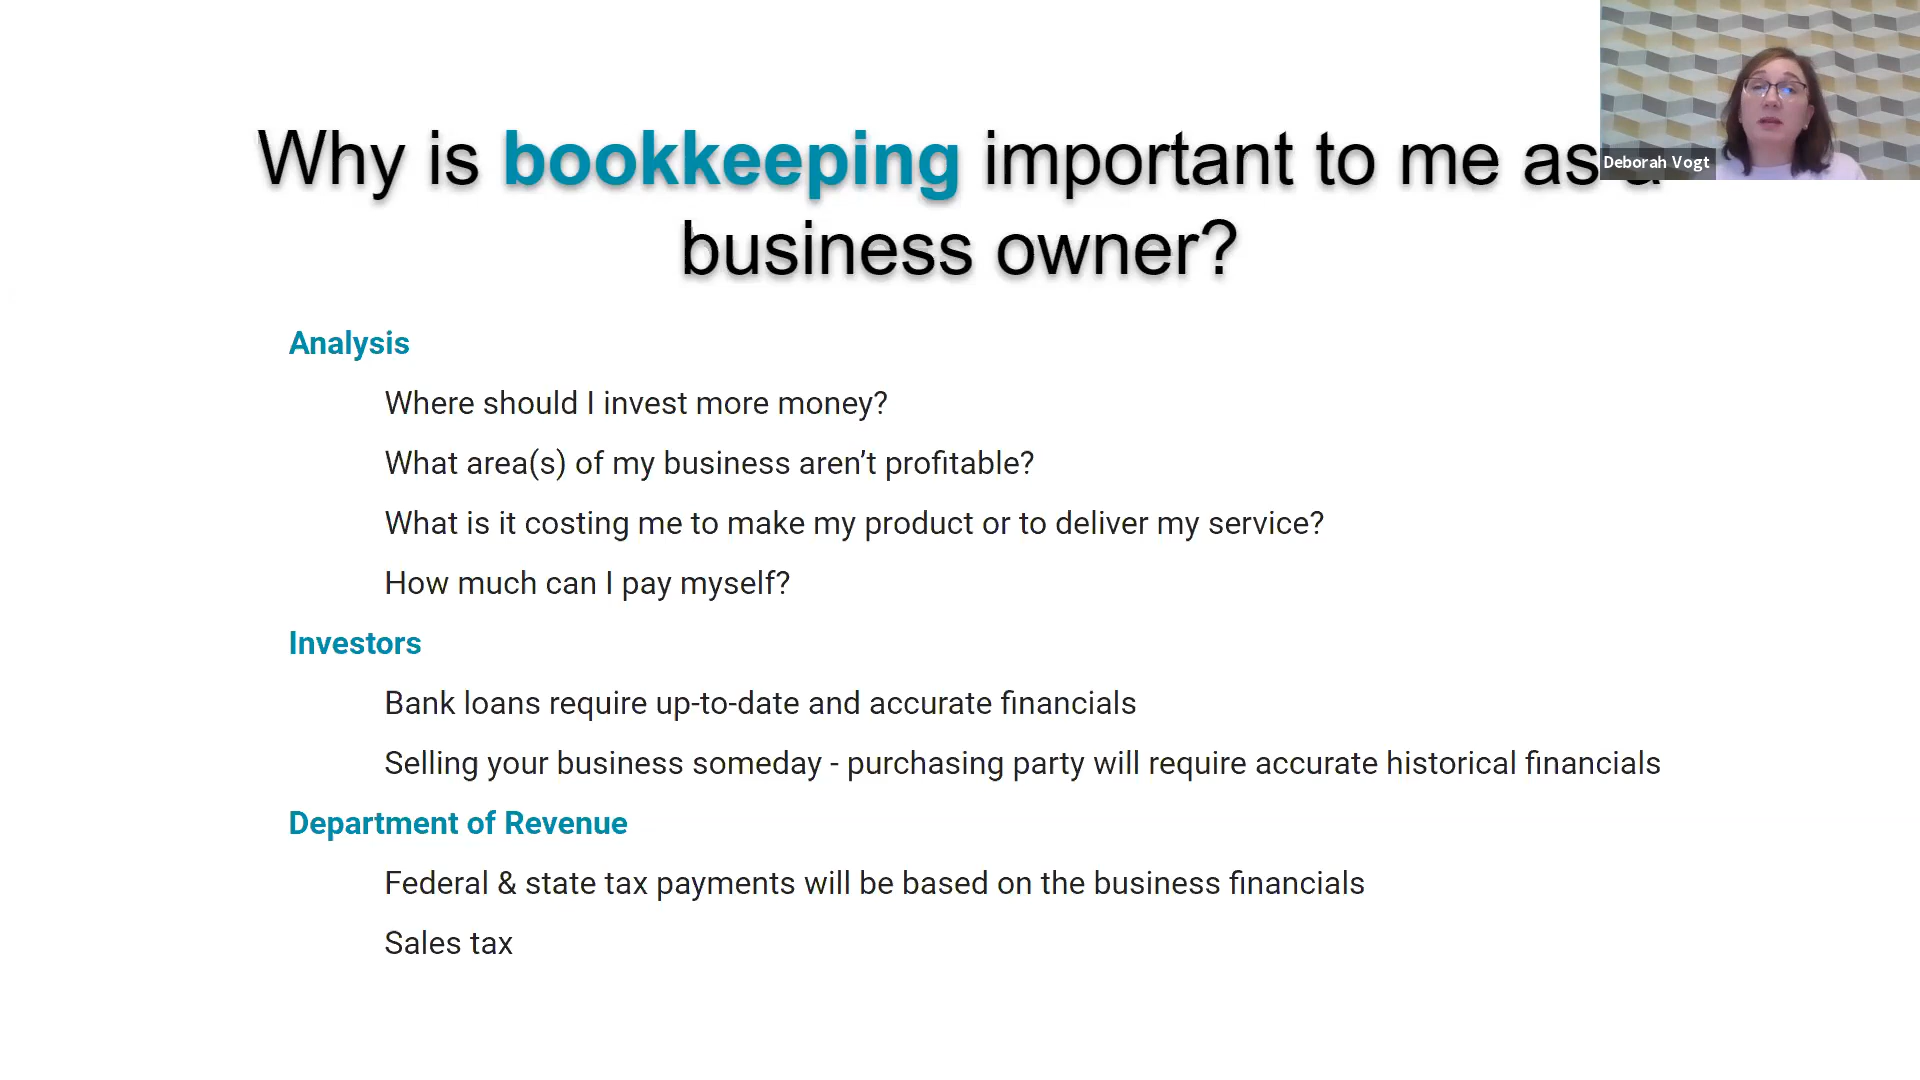 Why is bookkeeping important to me as a
business owner?
Deborah Vogt
Analysis
Where should I invest more money?
What area(s) of my business aren’t profitable?
What is it costing me to make my product or to deliver my service?
How much can I pay myself?
Investors
Bank loans require up-to-date and accurate financials
Selling your business someday - purchasing party will require accurate historical financials
Department of Revenue
Federal & state tax payments will be based on the business financials
Sales tax